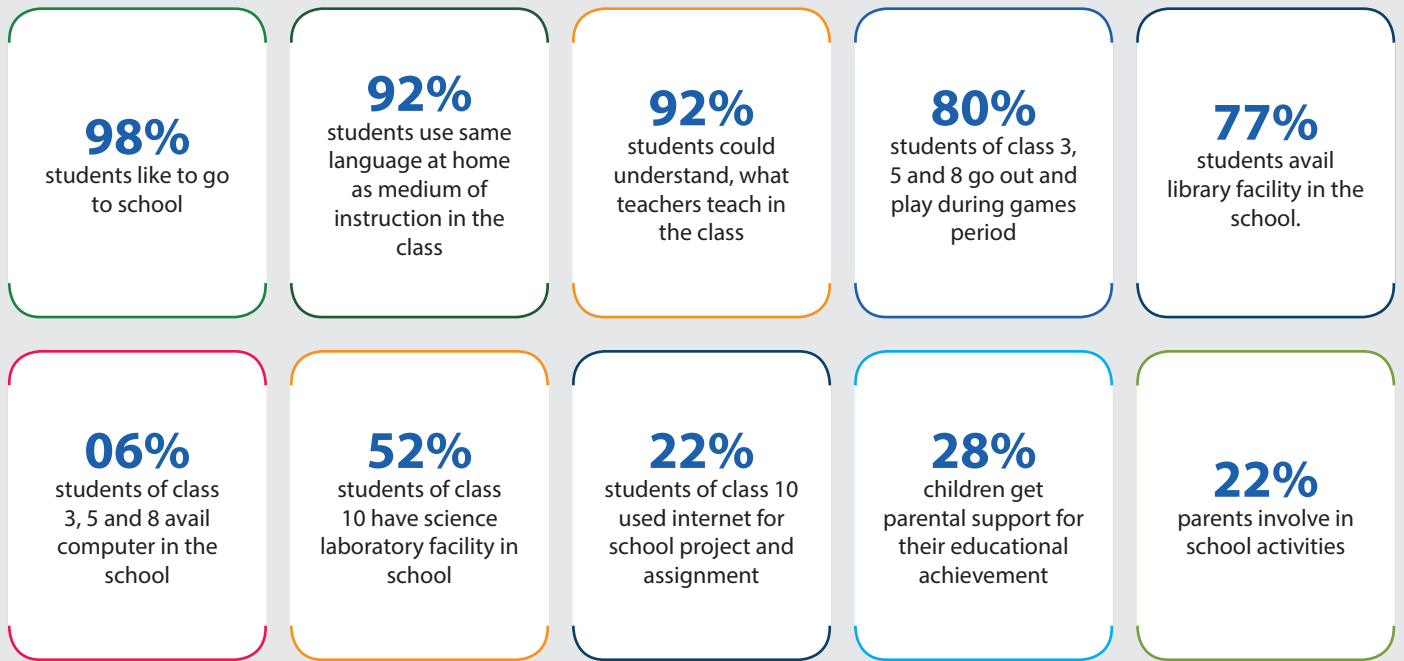 98%
students like to go
to school
92%
students use same
language at home
as medium of
instruction in the
class
92%
students could
understand, what
teachers teach in
the class
80%
students of class 3,
5 and 8 go out and
play during games
period
77%
students avail
library facility in the
school.
06%
students of class
3, 5 and 8 avail
computer in the
school
52%
students of class
10 have science
laboratory facility in
school
22%
students of class 10
used internet for
school project and
assignment
28%
children get
parental support for
their educational
achievement
22%
parents involve in
school activities